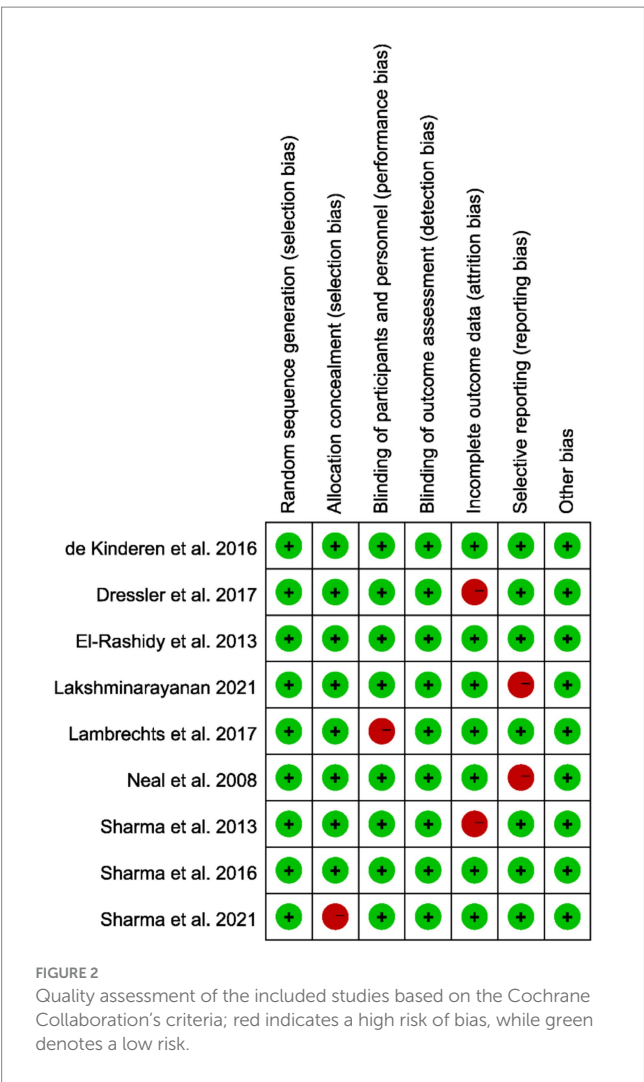 Random sequence generation (selection bias)
Allocation concealment (selection bias)
Blinding of participants and personnel (performance bias)
Blinding of outcome assessment (detection bias)
Incomplete outcome data (attrition bias)
Selective reporting (reporting bias)
Other bias
de Kinderen et al. 2016 + + + + + + +
Dressler et al. 2017 + + + + - + +
El-Rashidy et al. 2013 + + + + + + +
Lakshminarayanan 2021 + + + + + - +
Lambrechts et al. 2017 + + - + + + +
Neal et al. 2008 + + + + + - +
Sharma et al. 2013 + + + + - + +
Sharma et al. 2016 + + + + + + +
Sharma et al. 2021 + - + + + + +
FIGURE 2
Quality assessment of the included studies based on the Cochrane
Collaboration's criteria; red indicates a high risk of bias, while green
denotes a low risk.